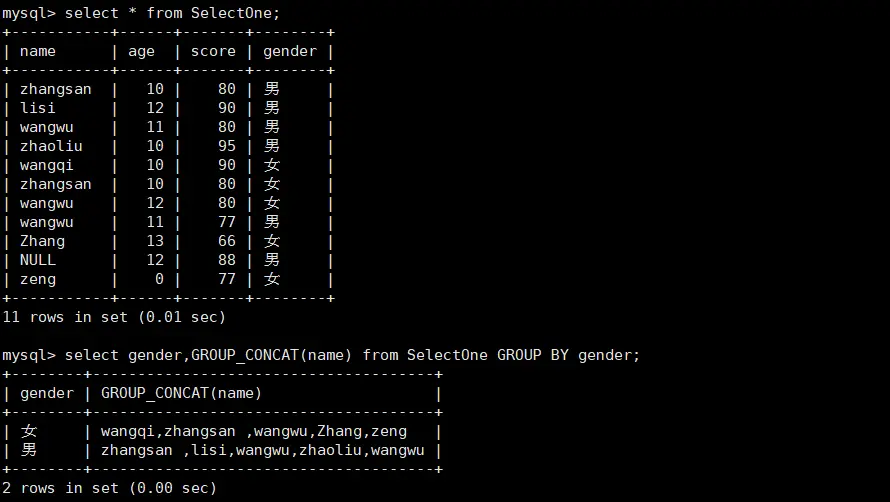 mysql> select * from SelectOne;
+-----------+------+-------+--------+
| name      | age  | score | gender |
+-----------+------+-------+--------+
| zhangsan  |   10 |    80 | 男     |
| lisi      |   12 |    90 | 男     |
| wangwu    |   11 |    80 | 男     |
| zhaoliu   |   10 |    95 | 男     |
| wangqi    |   10 |    90 | 女     |
| zhangsan  |   10 |    80 | 女     |
| wangwu    |   12 |    80 | 女     |
| wangwu    |   11 |    77 | 男     |
| Zhang     |   13 |    66 | 女     |
| NULL      |   12 |    88 | 男     |
| zeng      |    0 |    77 | 女     |
+-----------+------+-------+--------+
11 rows in set (0.01 sec)

mysql> select gender,GROUP_CONCAT(name) from SelectOne GROUP BY gender;
+--------+--------------------------------------+
| gender | GROUP_CONCAT(name)                   |
+--------+--------------------------------------+
| 女     | wangqi,zhangsan ,wangwu,Zhang,zeng   |
| 男     | zhangsan ,lisi,wangwu,zhaoliu,wangwu |
+--------+--------------------------------------+
2 rows in set (0.00 sec)